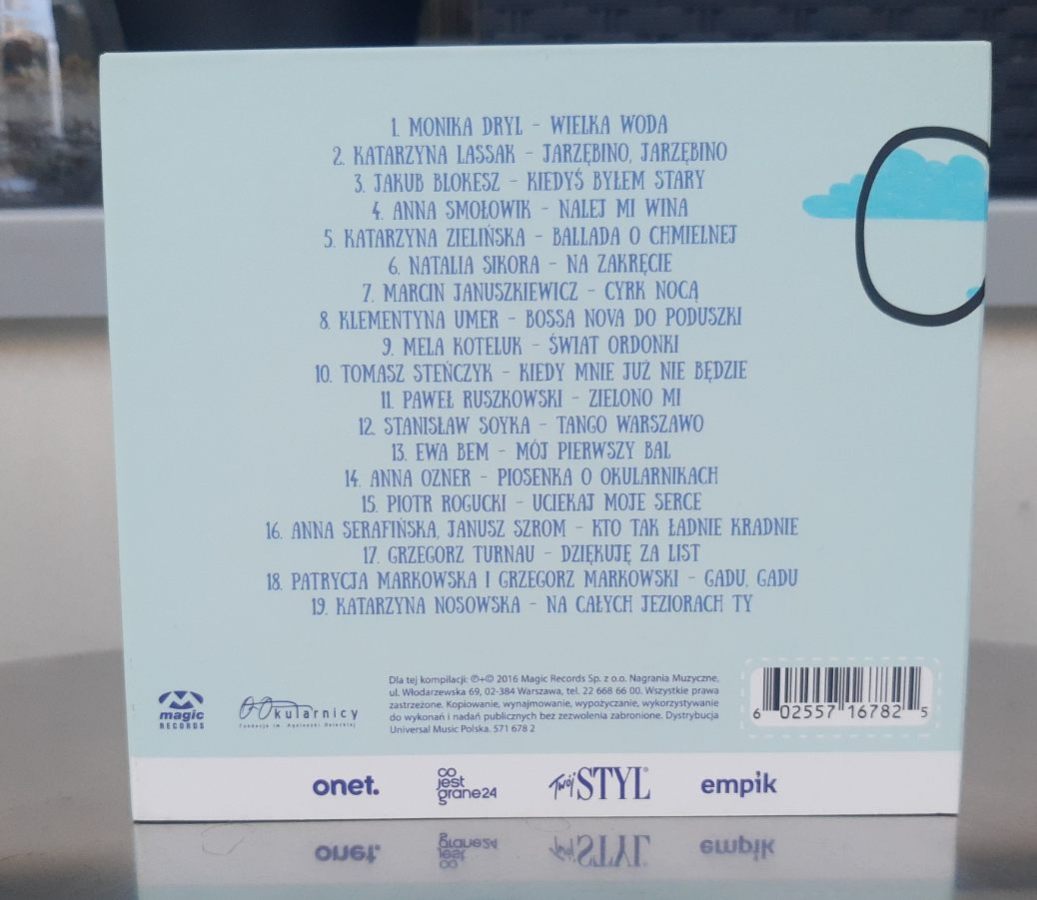 1. MONIKA DRYL - WIELKA WODA
2. KATARZYNA LASSAK - JARZĘBINO, JARZĘBINO
3. JAKUB BLOKESZ - KIEDYŚ BYŁEM STARY
4. ANNA SMOŁOWIK - NALEJ MI WINA
5. KATARZYNA ZIELIŃSKA - BALLADA O CHMIELNEJ
6. NATALIA SIKORA - NA ZAKRĘCIE
7. MARCIN JANUSZKIEWICZ - CYRK NOCĄ
8. KLEMENTYNA UMER - BOSSA NOVA DO PODUSZKI
9. MELA KOTELUK - ŚWIAT ORDONKI
10. TOMASZ STEŃCZYK - KIEDY MNIE JUŻ NIE BĘDZIE
11. PAWEŁ RUSZKOWSKI - ZIELONO MI
12. STANISŁAW SOYKA - TANGO WARSZAWO
13. EWA BEM - MÓJ PIERWSZY BAL
14. ANNA OZNER - PIOSENKA O OKULARNIKACH
15. PIOTR ROGUCKI - UCIEKAJ MOJE SERCE
16. ANNA SERAFIŃSKA, JANUSZ SZROM - KTO TAK ŁADNIE KRADNIE
17. GRZEGORZ TURNAU - DZIĘKUJĘ ZA LIST
18. PATRYCJA MARKOWSKA I GRZEGORZ MARKOWSKI - GADU, GADU
19. KATARZYNA NOSOWSKA - NA CAŁYCH JEZIORACH TY
magic
RECORDS
Okularnicy
Fundacja im. Agnieszki Osieckiej
Dla tej kompilacji: ℗+© 2016 Magic Records Sp. z o.o. Nagrania Muzyczne,
ul. Włodarzewska 69, 02-384 Warszawa, tel. 22 668 66 00. Wszystkie prawa
zastrzeżone. Kopiowanie, wynajmowanie, wypożyczanie, wykorzystywanie
do wykonań i nadań publicznych bez zezwolenia zabronione. Dystrybucja
Universal Music Polska. 571 678 2
6 02557 16782 5
onet.
co
jest
grane24
Twój STYL®
empik